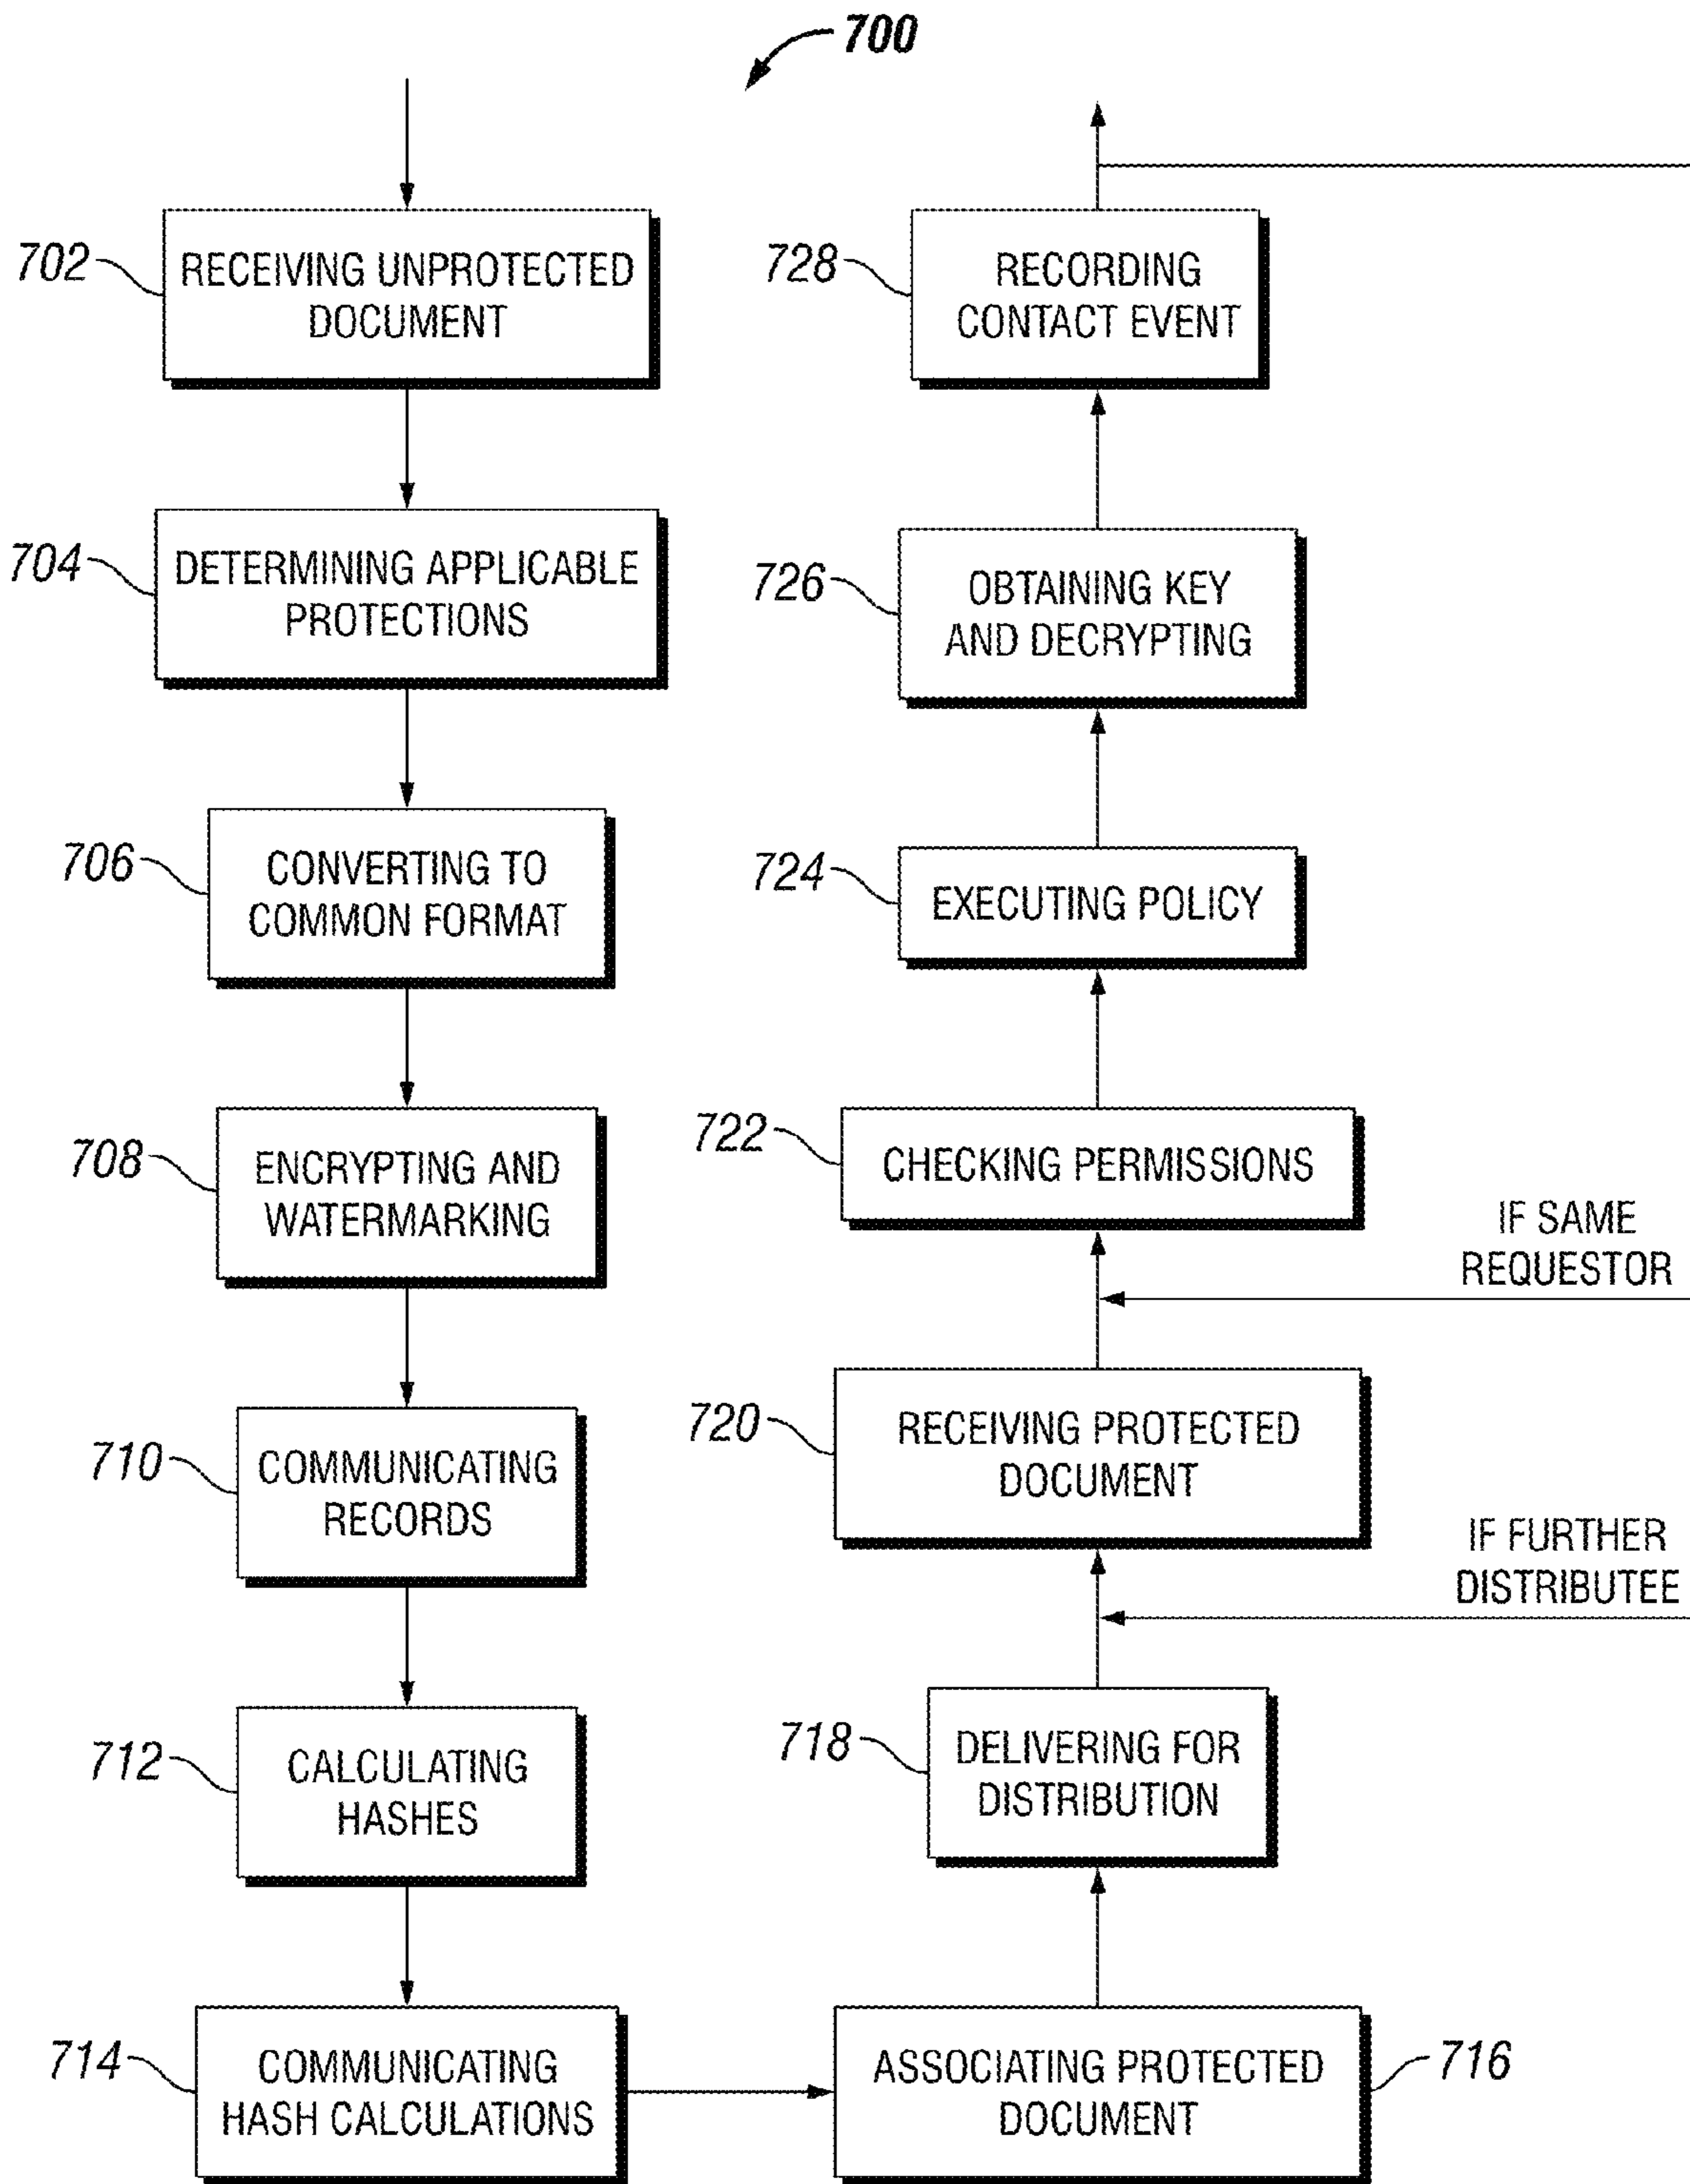 700
702
RECEIVING UNPROTECTED
DOCUMENT
704
DETERMINING APPLICABLE
PROTECTIONS
706
CONVERTING TO
COMMON FORMAT
708
ENCRYPTING AND
WATERMARKING
710
COMMUNICATING
RECORDS
712
CALCULATING
HASHES
714
COMMUNICATING
HASH CALCULATIONS
716
ASSOCIATING PROTECTED
DOCUMENT
718
DELIVERING FOR
DISTRIBUTION
IF FURTHER
DISTRIBUTEE
720
RECEIVING PROTECTED
DOCUMENT
IF SAME
REQUESTOR
722
CHECKING PERMISSIONS
724
EXECUTING POLICY
726
OBTAINING KEY
AND DECRYPTING
728
RECORDING
CONTACT EVENT